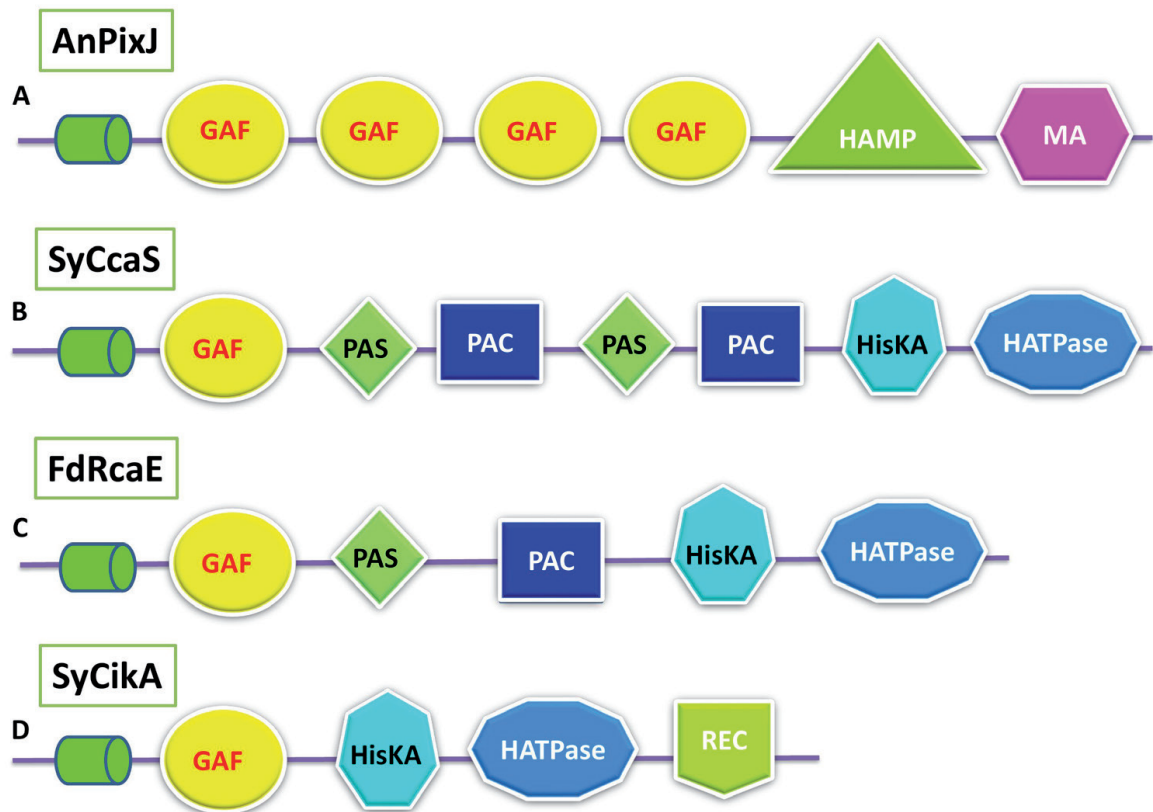 AnPixJ
A
GAF GAF GAF GAF HAMP MA
SyCcaS
B
GAF PAS PAC PAS PAC HisKA HATPase
FdRcaE
C
GAF PAS PAC HisKA HATPase
SyCikA
D
GAF HisKA HATPase REC